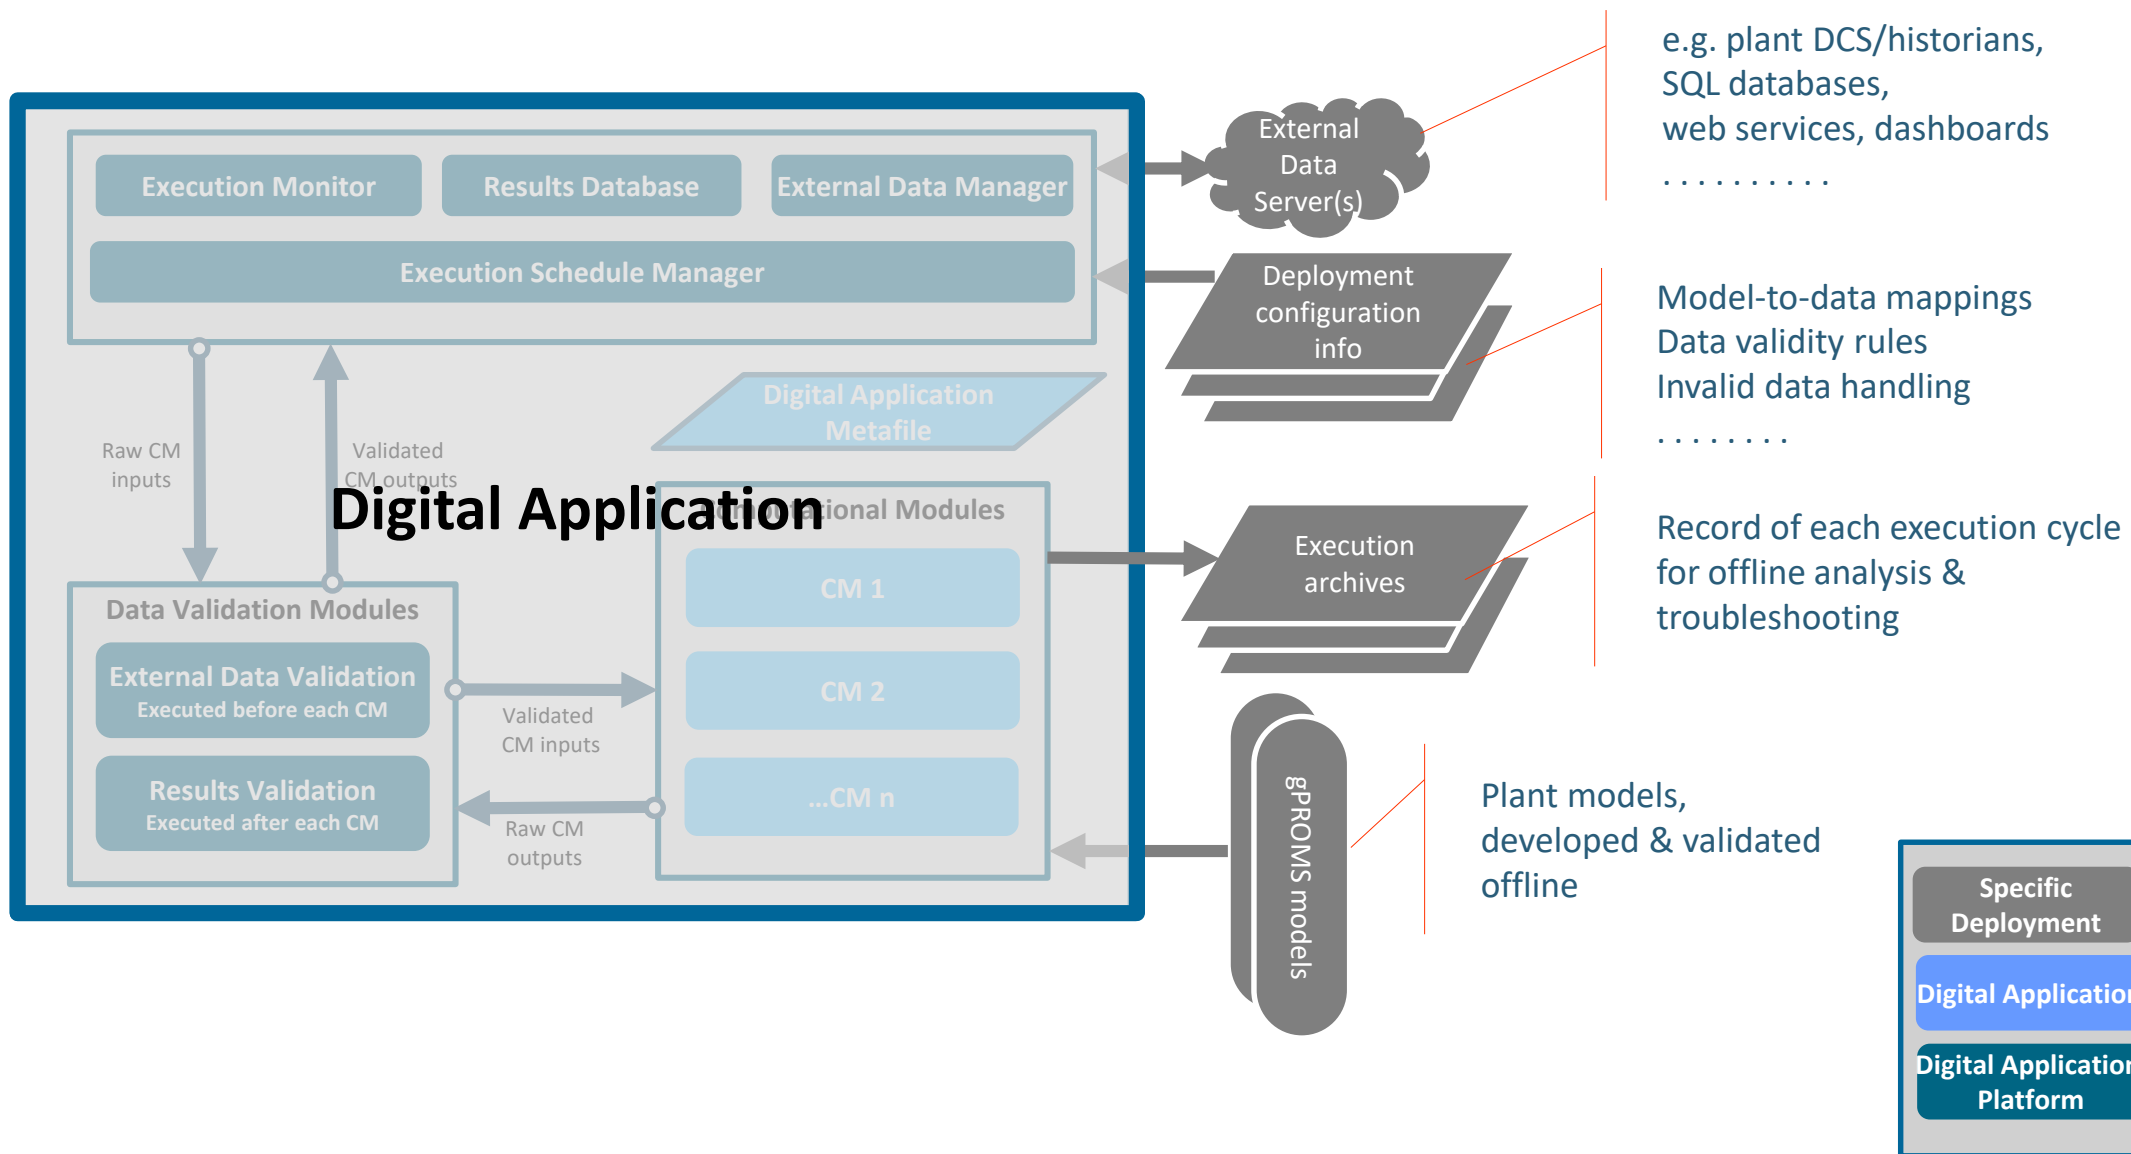 Execution Monitor
Results Database
External Data Manager
Execution Schedule Manager
Digital Application
Metafile
Raw CM
inputs
Validated
CM outputs
Digital Application
Computational Modules
CM 1
CM 2
...CM n
Data Validation Modules
External Data Validation
Executed before each CM
Results Validation
Executed after each CM
Validated
CM inputs
Raw CM
outputs
External
Data
Server(s)
Deployment
configuration
info
Execution
archives
gPROMS models
e.g. plant DCS/historians,
SQL databases,
web services, dashboards
. . . . . . . . . .
Model-to-data mappings
Data validity rules
Invalid data handling
. . . . . . . .
Record of each execution cycle
for offline analysis &
troubleshooting
Plant models,
developed & validated
offline
Specific
Deployment
Digital Application
Digital Application
Platform